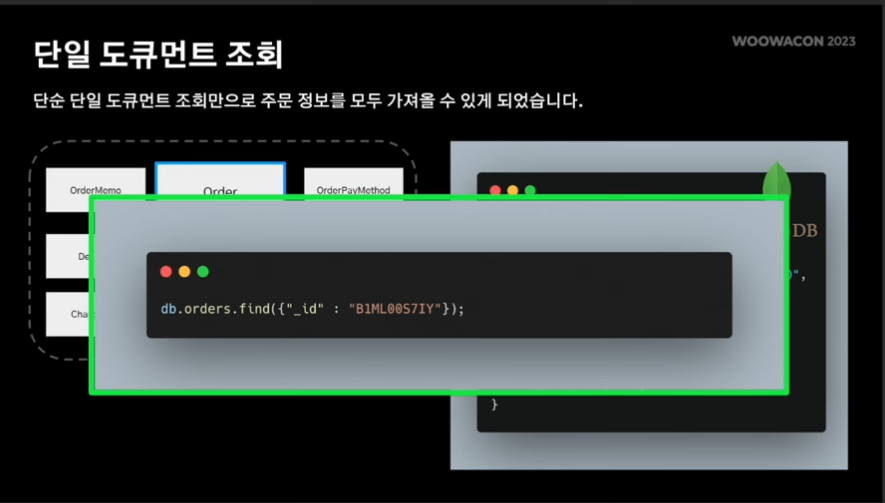 WOOWACON 2023
단일 도큐먼트 조회
단순 단일 도큐먼트 조회만으로 주문 정보를 모두 가져올 수 있게 되었습니다.
OrderMemo
Order
OrderPayMethod
DB
De
",
Cha
db.orders.find({"_id" : "B1ML00S7IY"});
}